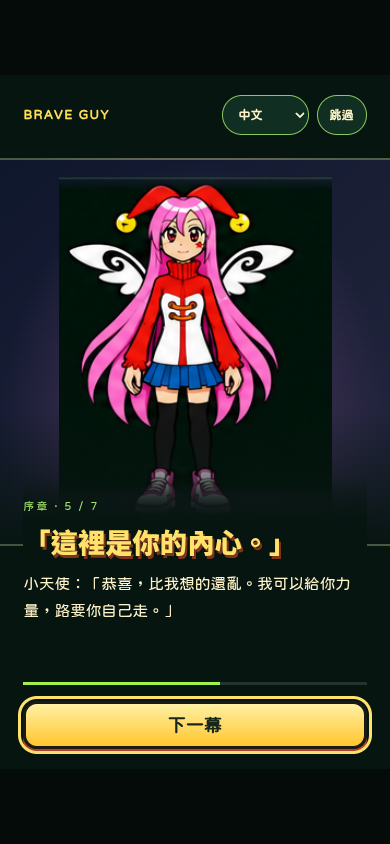 BRAVE GUY
中文
跳過
序章 · 5 / 7
「這裡是你的內心。」
小天使：「恭喜，比我想的還亂。我可以給你力
量，路要你自己走。」
下一幕